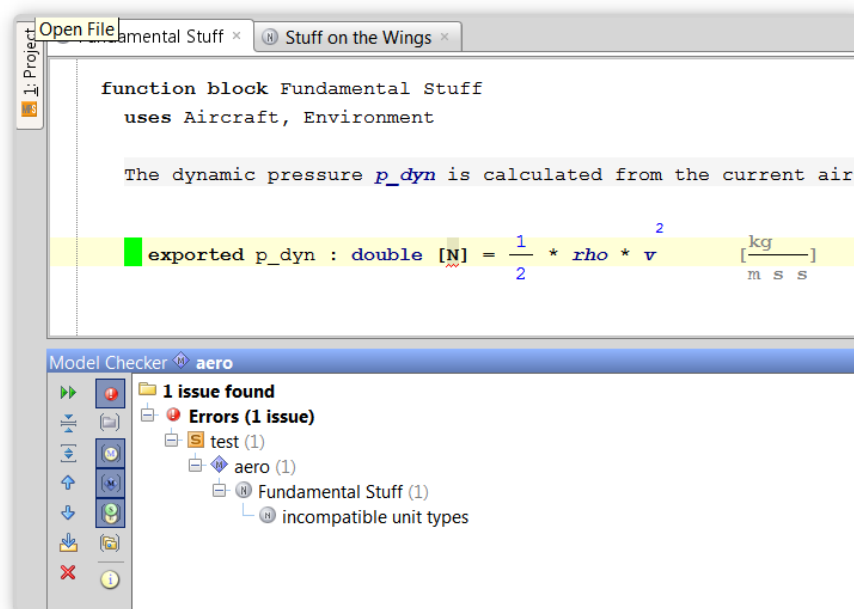 Open File
Fundamental Stuff ×
Stuff on the Wings ×
1: Project
function block Fundamental Stuff
uses Aircraft, Environment
The dynamic pressure p_dyn is calculated from the current air
exported p_dyn : double [N] = 1/2 * rho * v^2 [kg/m s s]
Model Checker aero
1 issue found
Errors (1 issue)
test (1)
aero (1)
Fundamental Stuff (1)
incompatible unit types